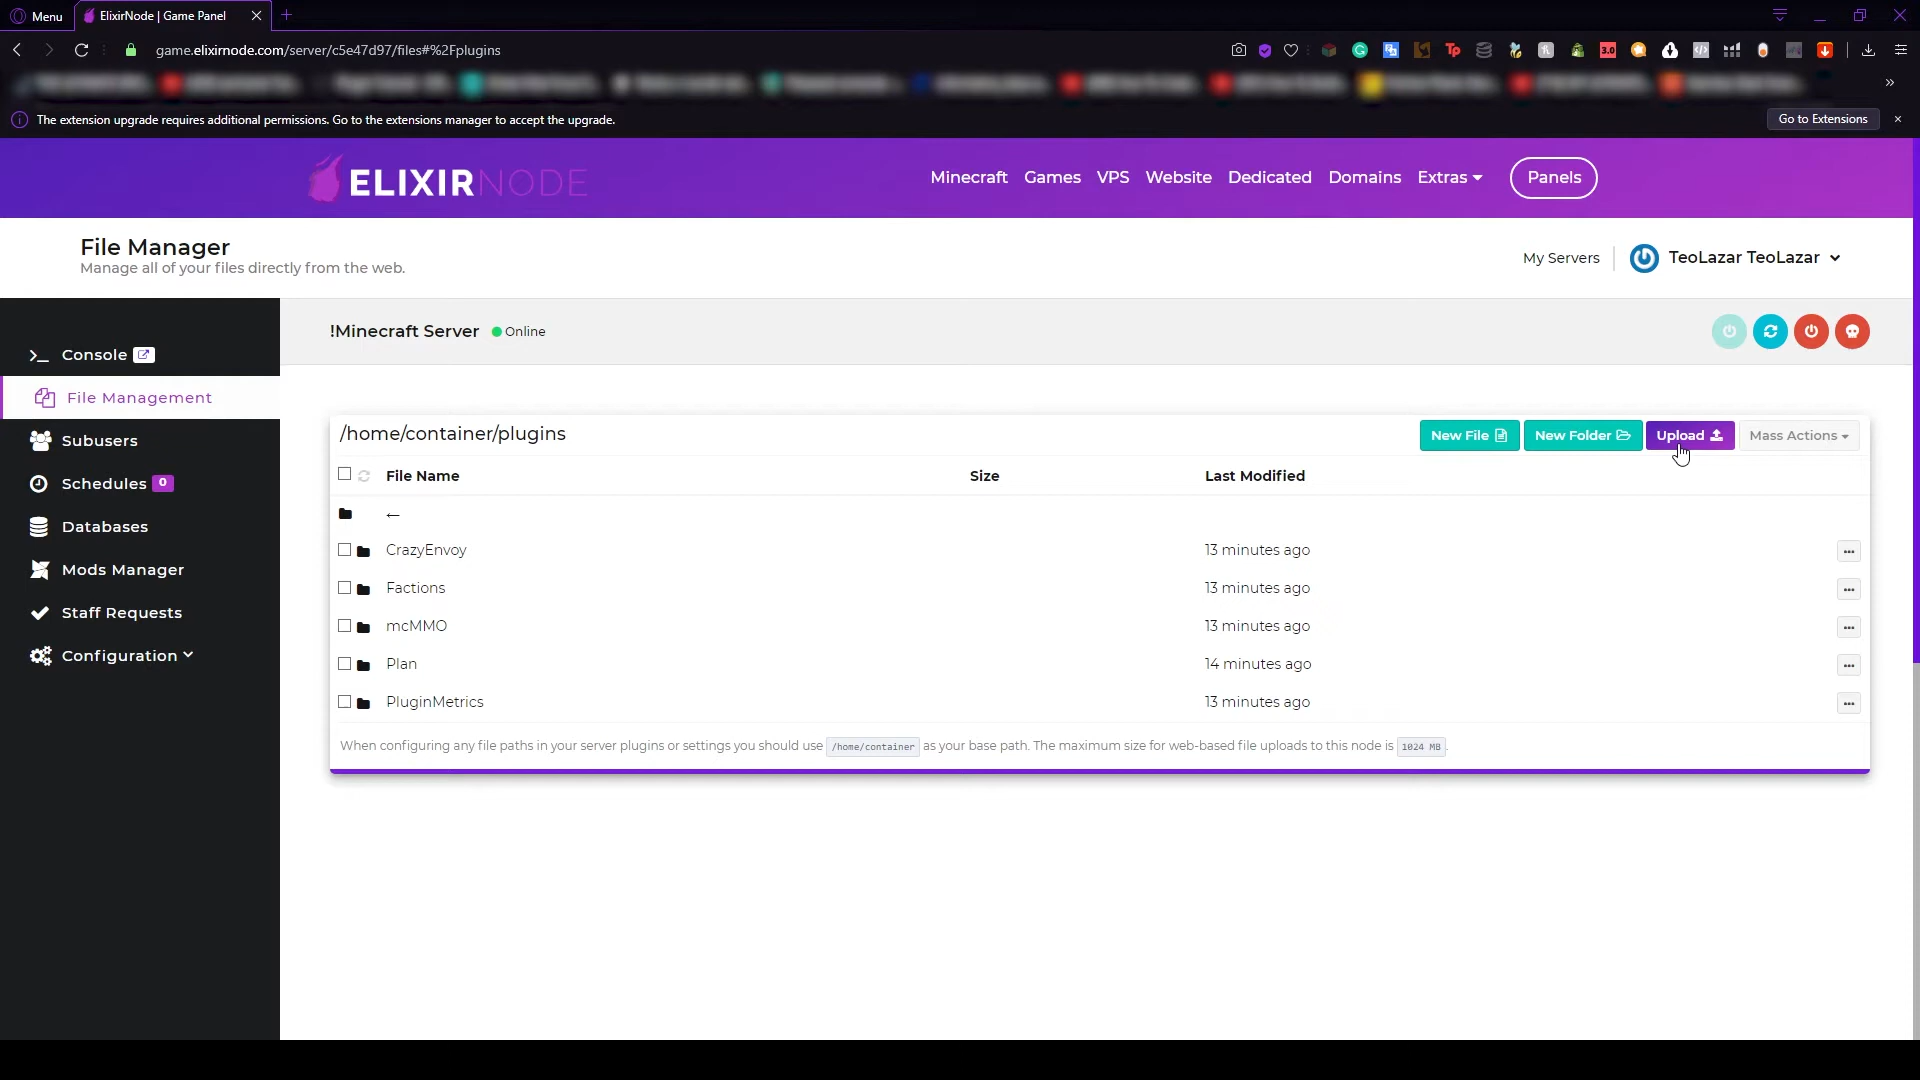 Menu
ElixirNode | Game Panel
game.elixirnode.com/server/c5e47d97/files#%2Fplugins
Tp
3.0
The extension upgrade requires additional permissions. Go to the extensions manager to accept the upgrade.
Go to Extensions
ELIXIRNODE
Minecraft Games VPS Website Dedicated Domains Extras Panels
File Manager
Manage all of your files directly from the web.
My Servers
TeoLazar TeoLazar
!Minecraft Server
Online
Console
File Management
Subusers
Schedules 0
Databases
Mods Manager
Staff Requests
Configuration
/home/container/plugins
New File
New Folder
Upload
Mass Actions
File Name Size Last Modified
←
CrazyEnvoy 13 minutes ago
Factions 13 minutes ago
mcMMO 13 minutes ago
Plan 14 minutes ago
PluginMetrics 13 minutes ago
When configuring any file paths in your server plugins or settings you should use /home/container as your base path. The maximum size for web-based file uploads to this node is 1024 MB.